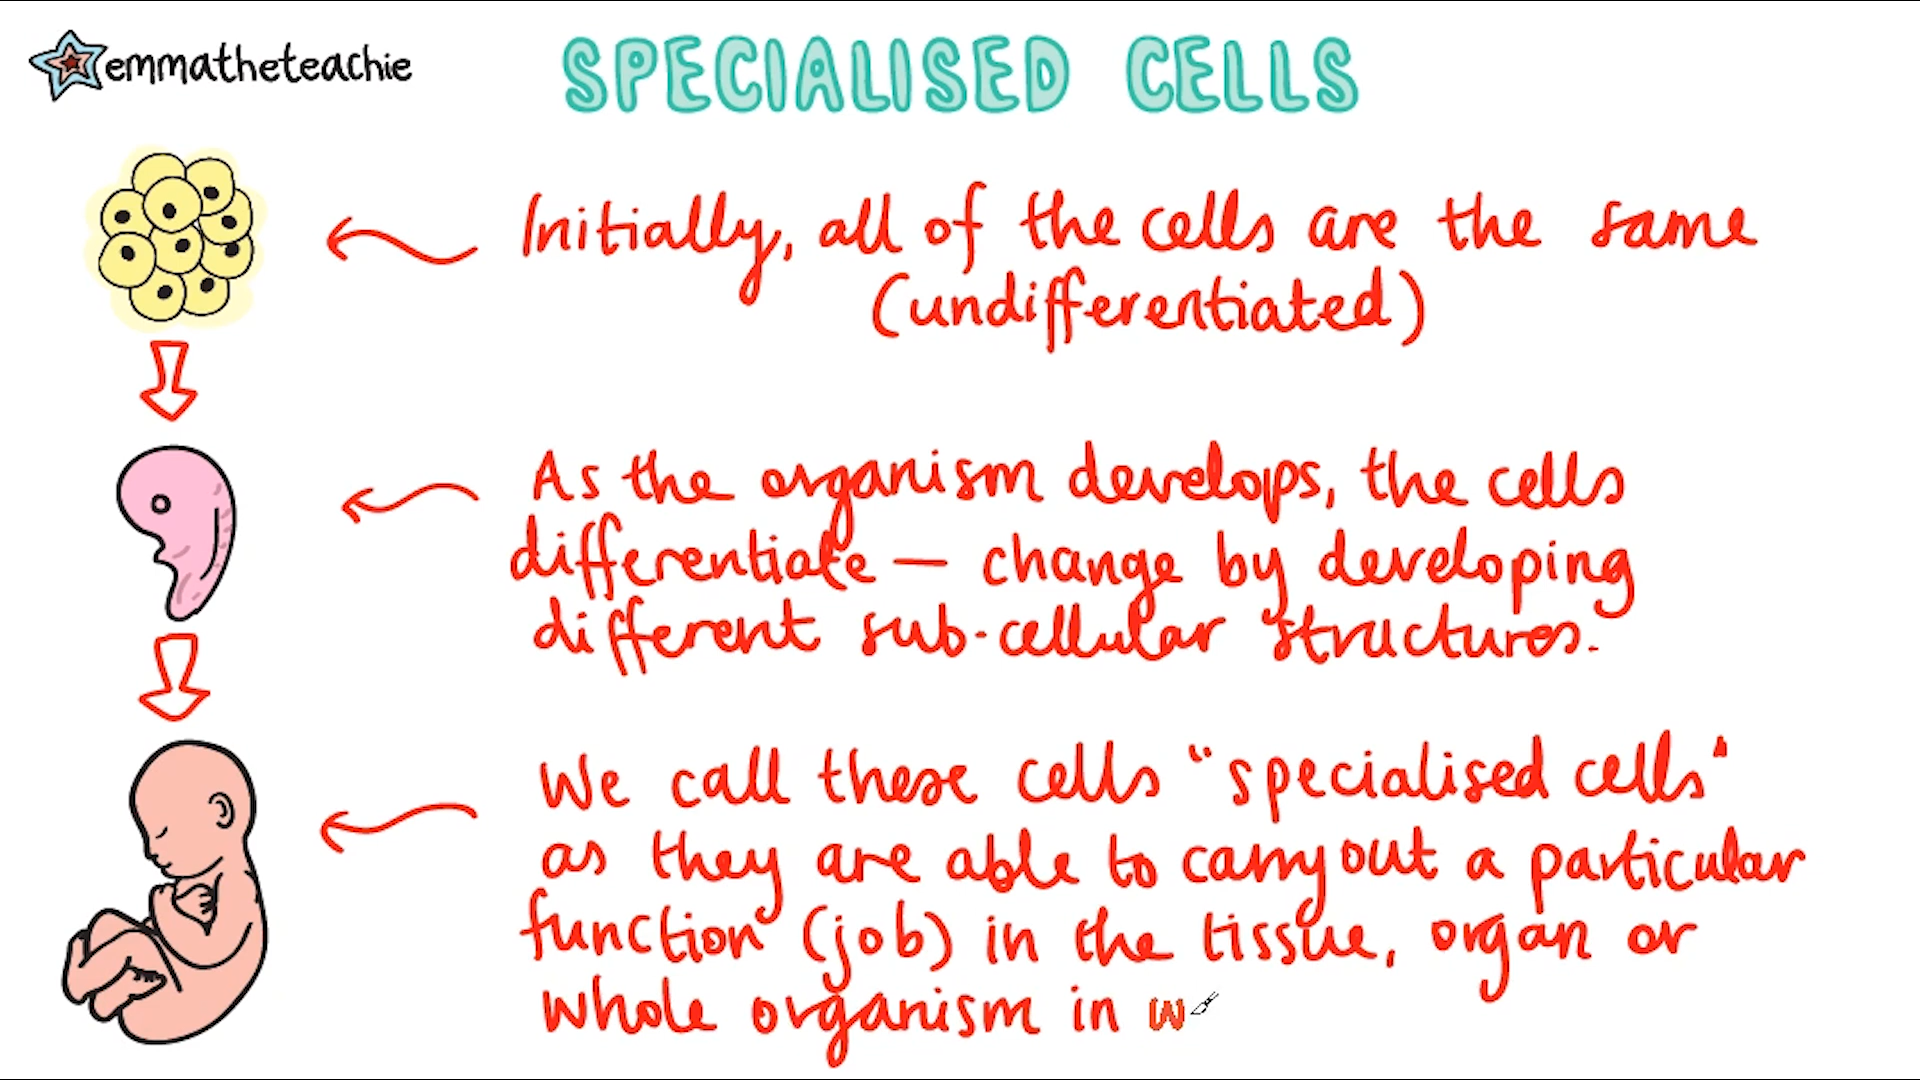 emmatheteachie
SPECIALISED CELLS
Initially, all of the cells are the same
(undifferentiated)
As the organism develops, the cells
differentiate — change by developing
different sub-cellular structures.
We call these cells "specialised cells"
as they are able to carry out a particular
function (job) in the tissue, organ or
whole organism in w